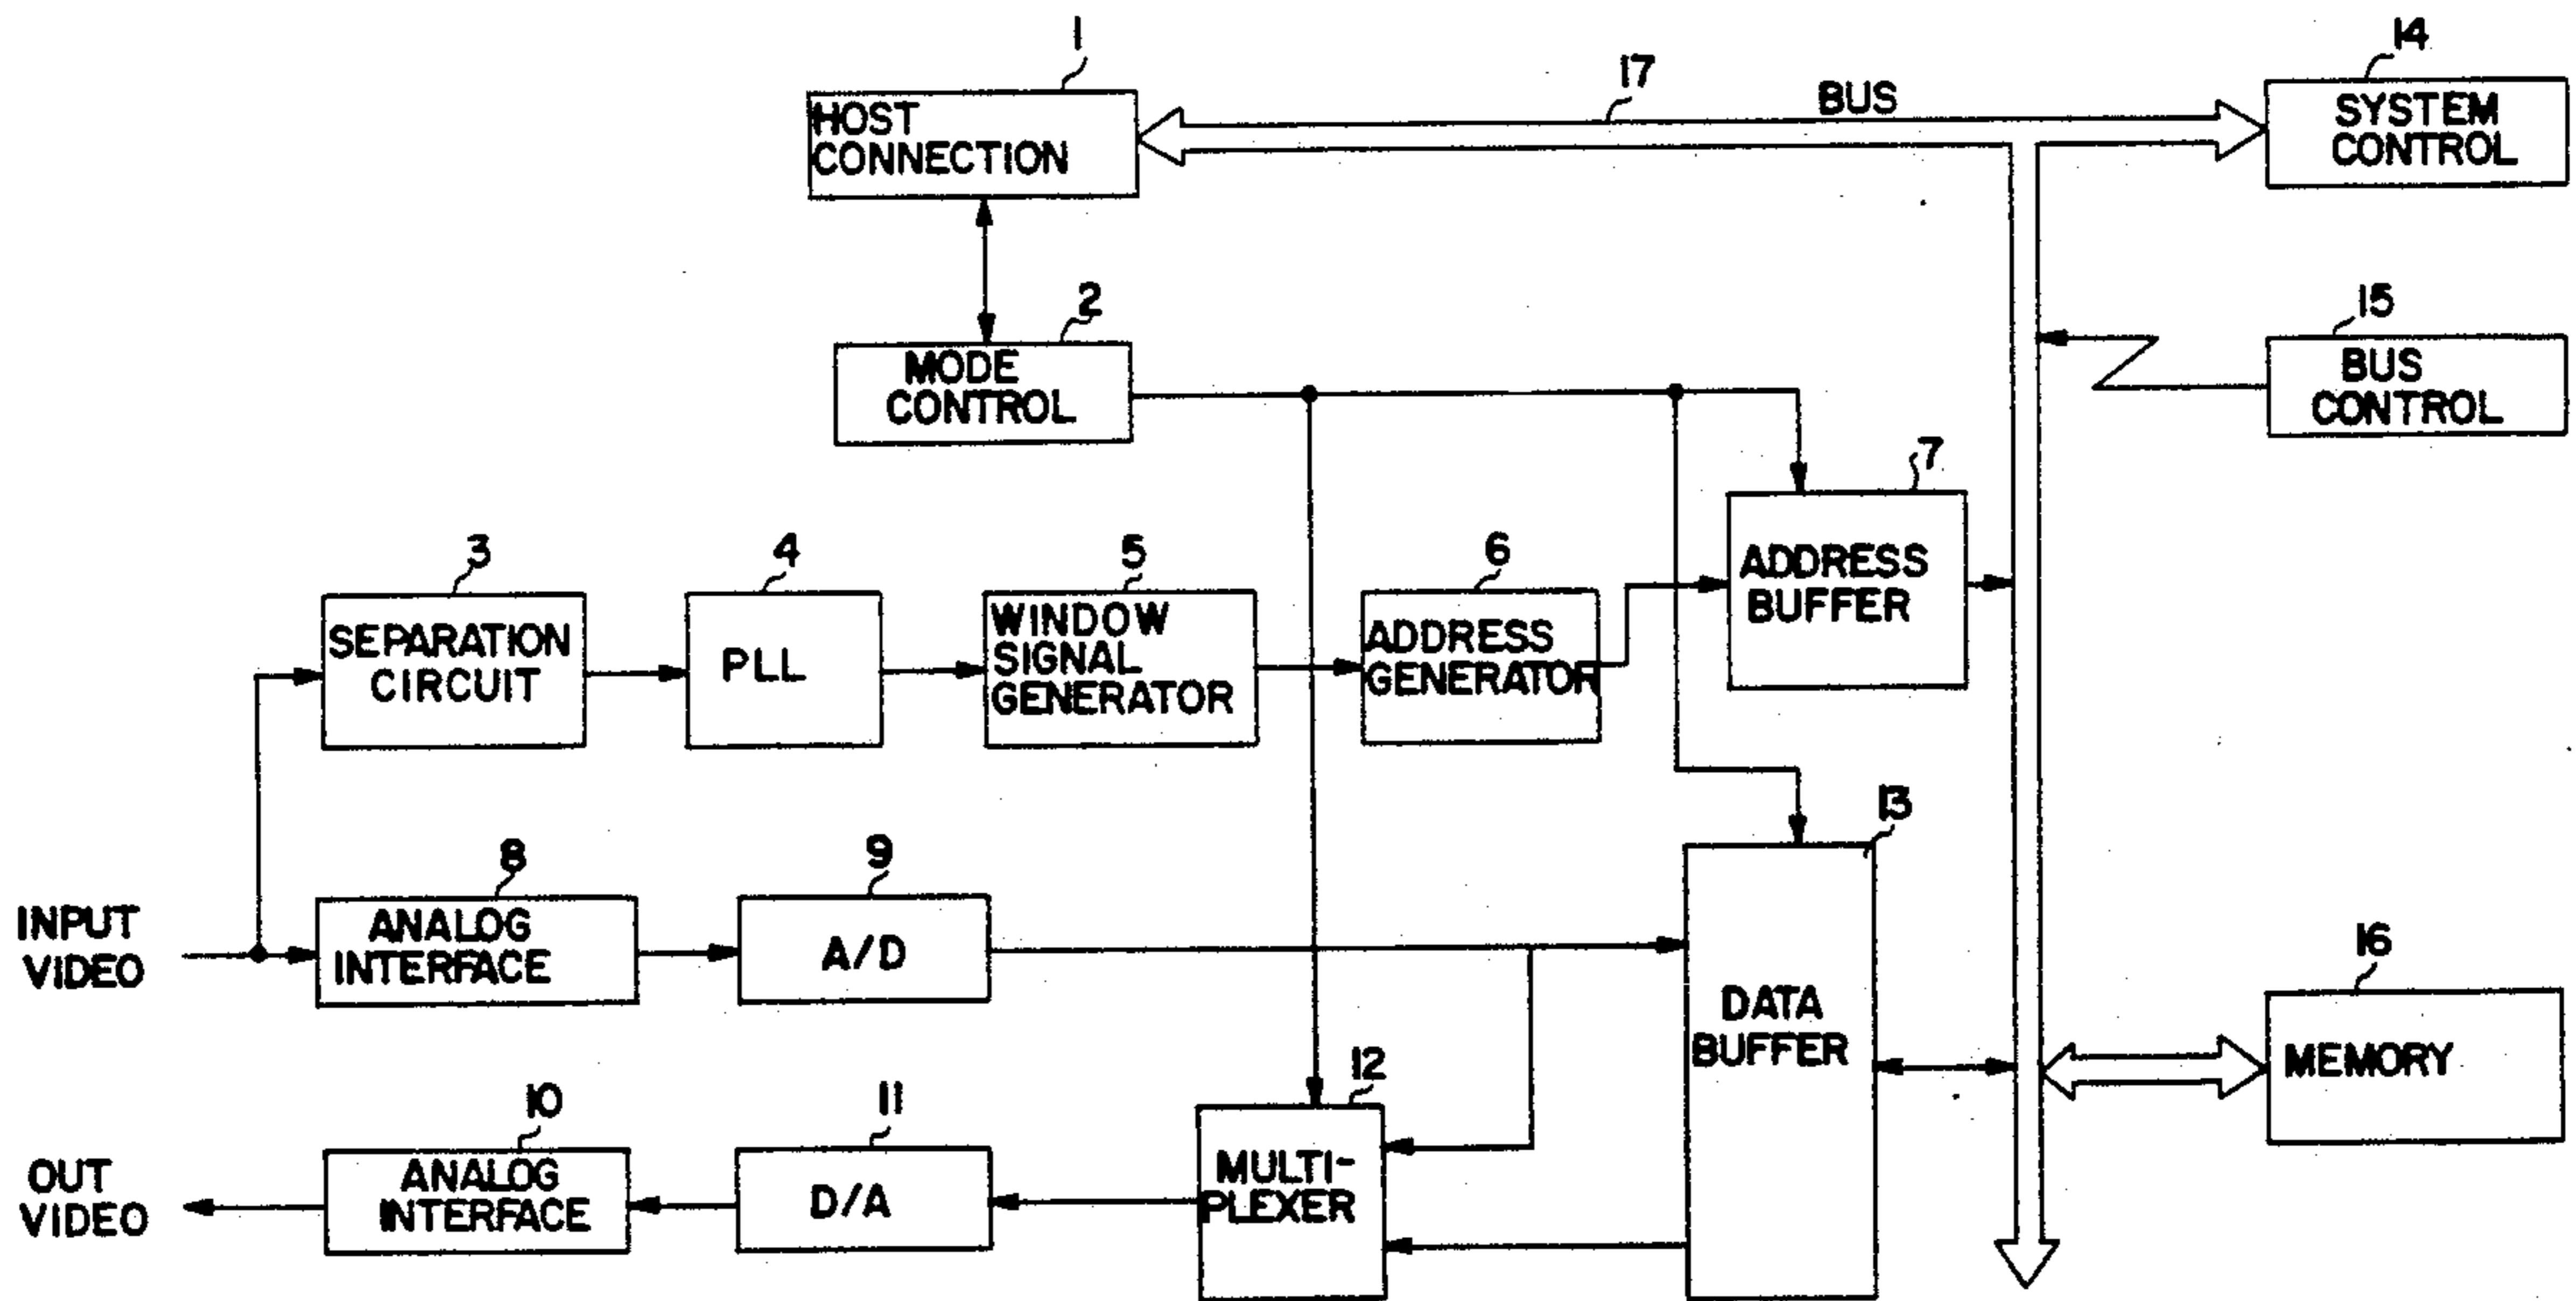 1
17
BUS
14
HOST
CONNECTION
SYSTEM
CONTROL
2
MODE
CONTROL
15
BUS
CONTROL
7
ADDRESS
BUFFER
3
SEPARATION
CIRCUIT
4
PLL
5
WINDOW
SIGNAL
GENERATOR
6
ADDRESS
GENERATOR
13
DATA
BUFFER
INPUT
VIDEO
8
ANALOG
INTERFACE
9
A/D
16
MEMORY
OUT
VIDEO
10
ANALOG
INTERFACE
11
D/A
12
MULTI-
PLEXER